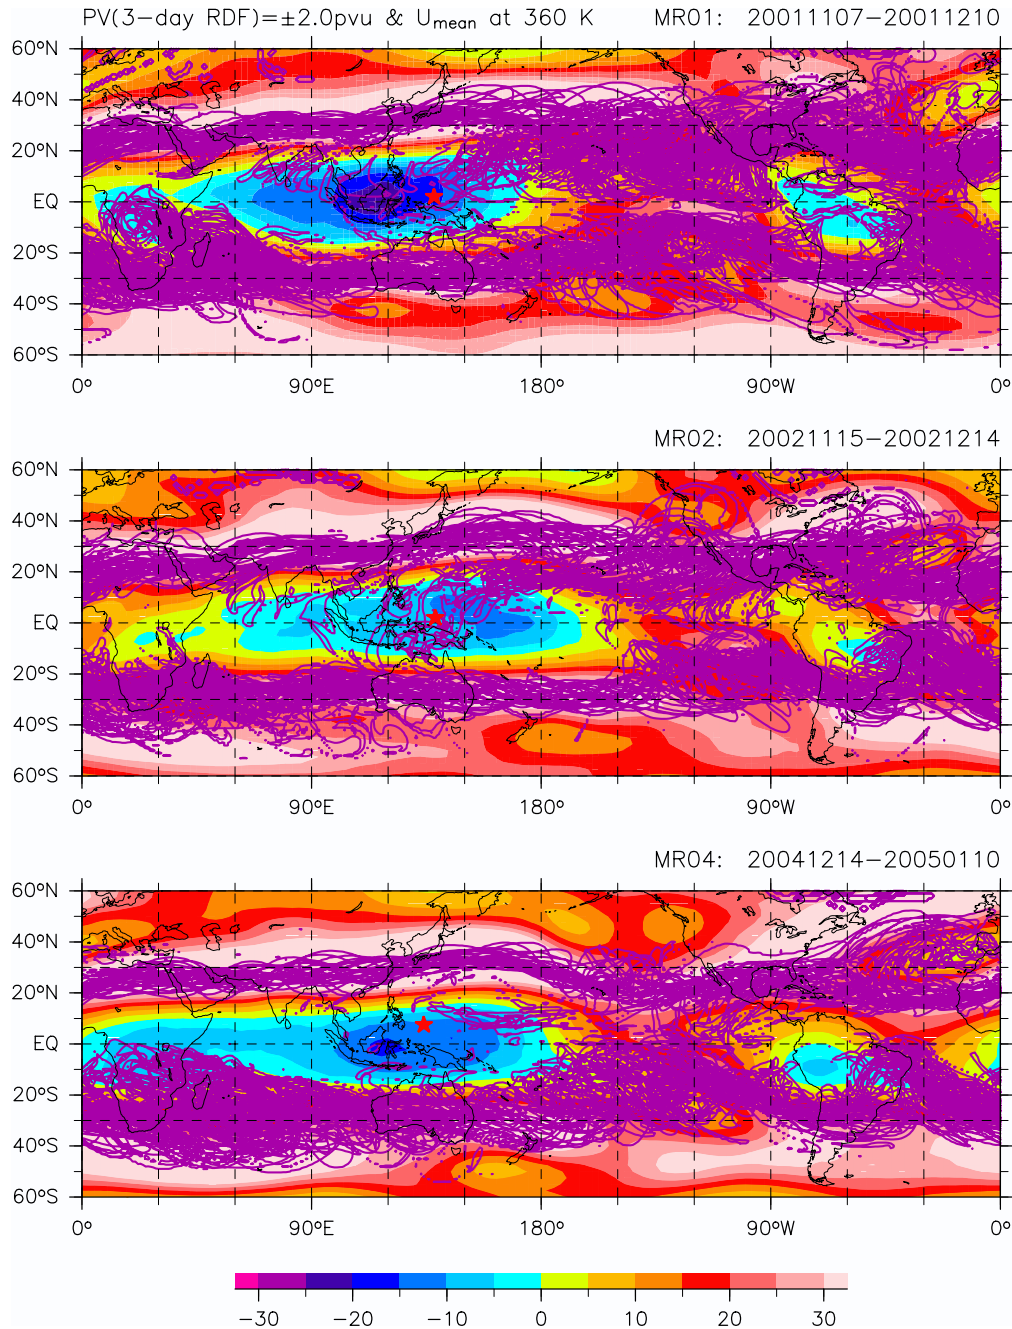 PV(3-day RDF)=±2.0pvu & Umean at 360 K MR01: 20011107-20011210
60°N
40°N
20°N
EQ
20°S
40°S
60°S
0° 90°E 180° 90°W 0°
MR02: 20021115-20021214
60°N
40°N
20°N
EQ
20°S
40°S
60°S
0° 90°E 180° 90°W 0°
MR04: 20041214-20050110
60°N
40°N
20°N
EQ
20°S
40°S
60°S
0° 90°E 180° 90°W 0°
-30 -20 -10 0 10 20 30